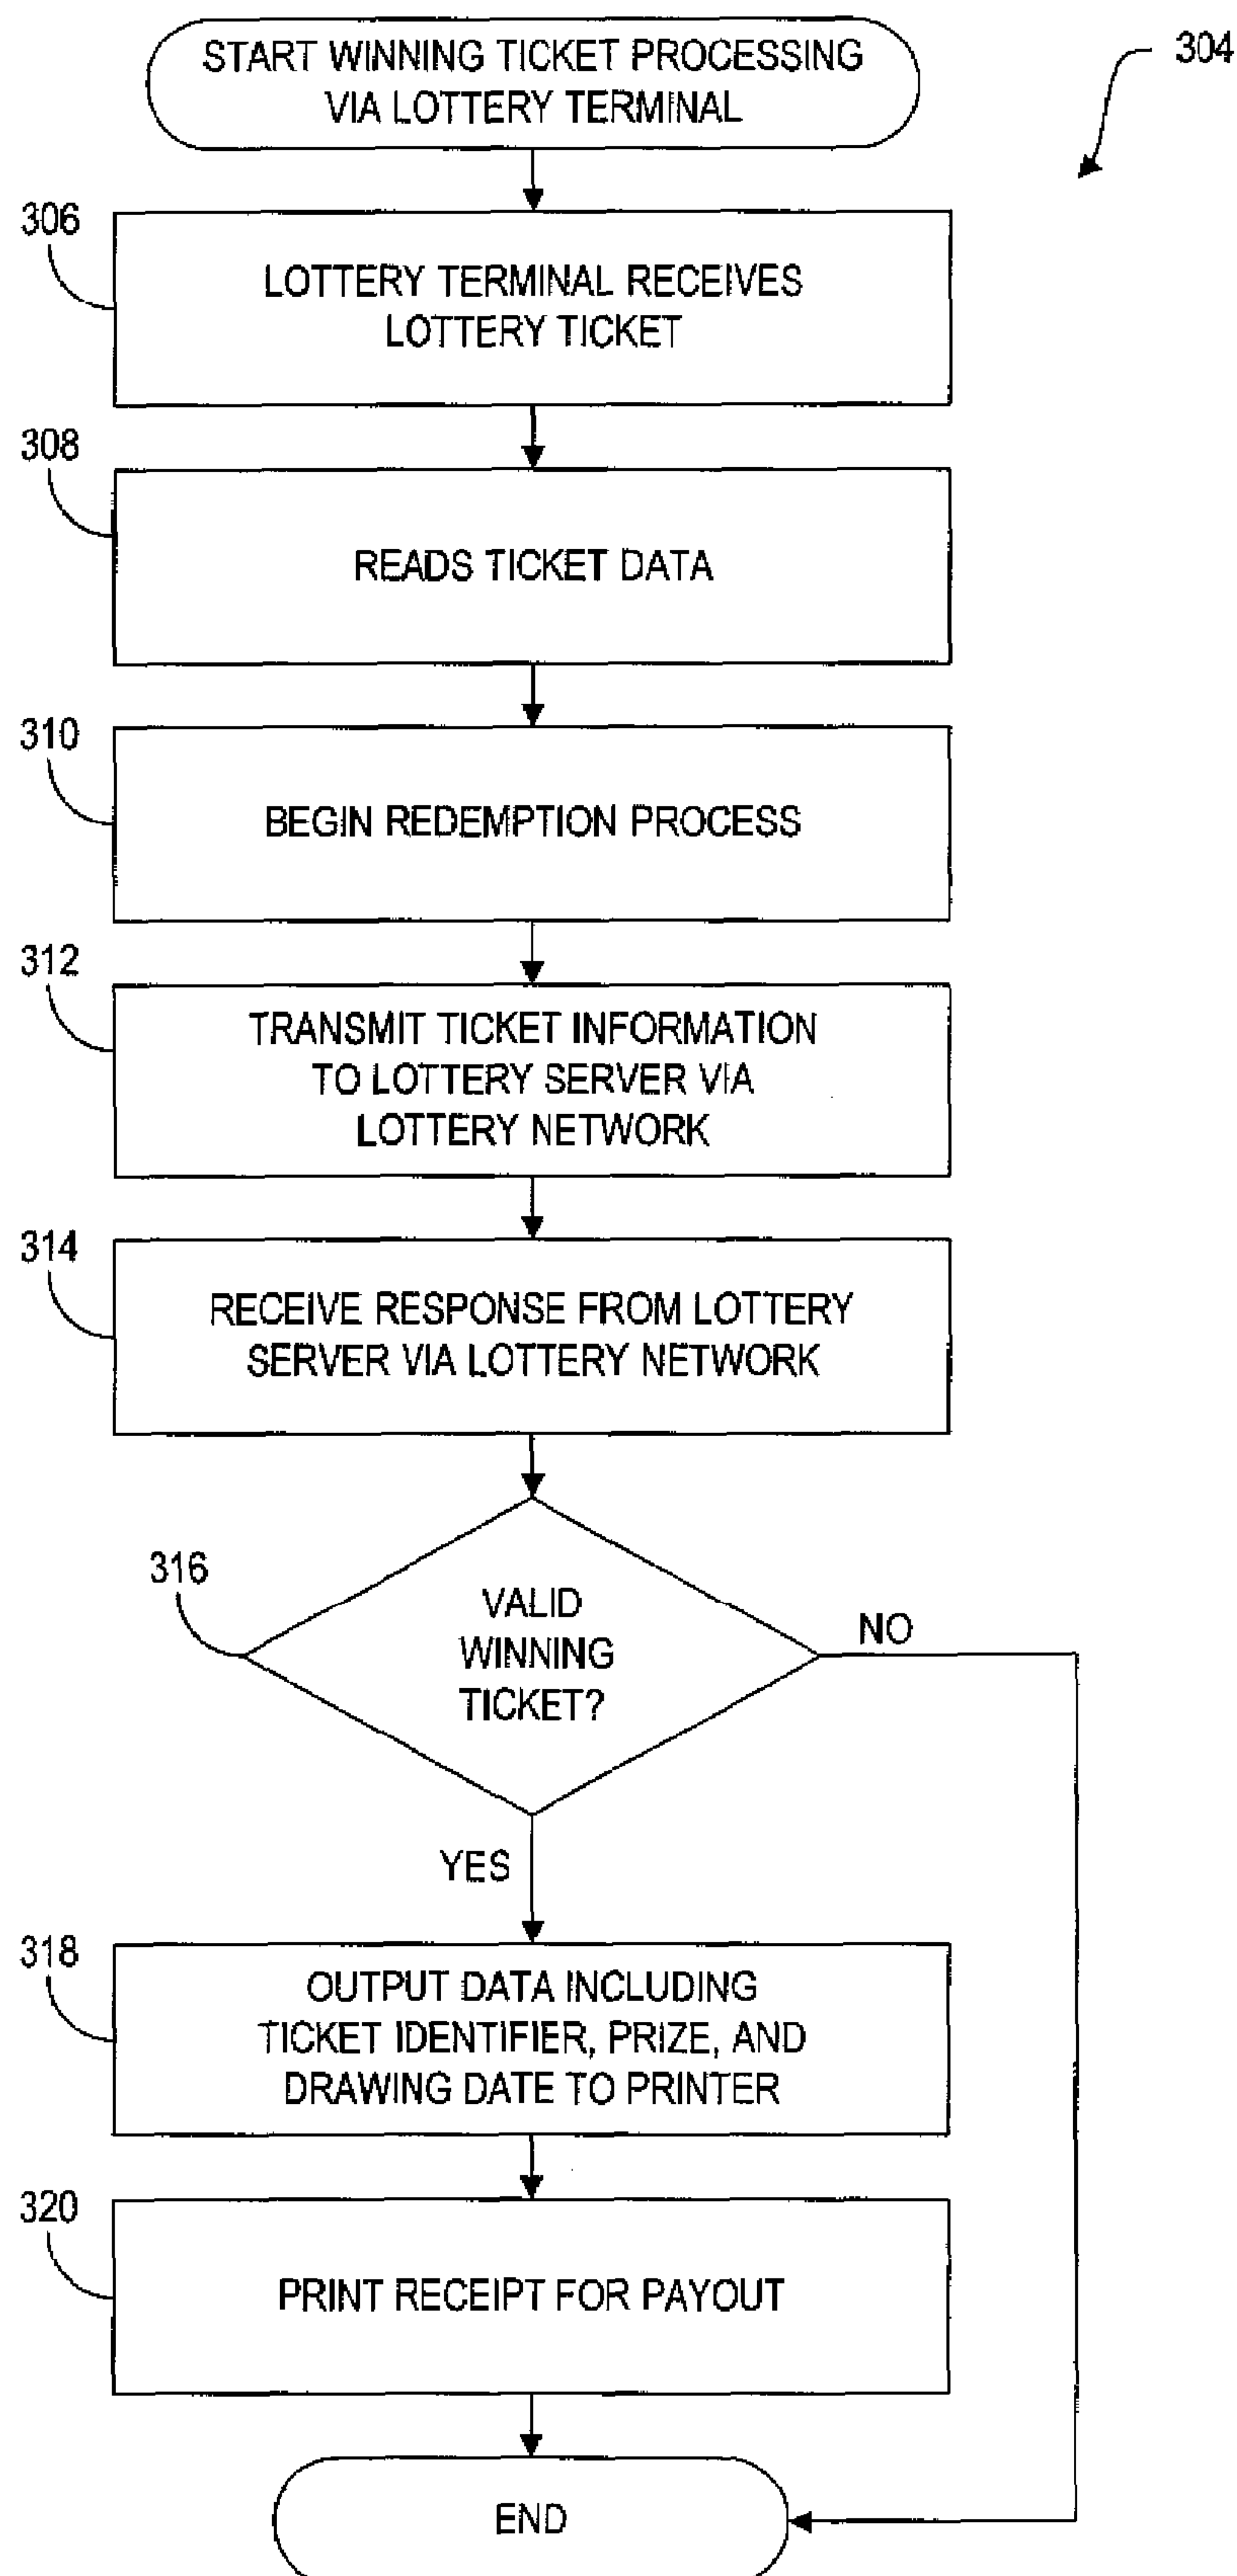 START WINNING TICKET PROCESSING
VIA LOTTERY TERMINAL
304
306
LOTTERY TERMINAL RECEIVES
LOTTERY TICKET
308
READS TICKET DATA
310
BEGIN REDEMPTION PROCESS
312
TRANSMIT TICKET INFORMATION
TO LOTTERY SERVER VIA
LOTTERY NETWORK
314
RECEIVE RESPONSE FROM LOTTERY
SERVER VIA LOTTERY NETWORK
316
VALID
WINNING
TICKET?
NO
YES
318
OUTPUT DATA INCLUDING
TICKET IDENTIFIER, PRIZE, AND
DRAWING DATE TO PRINTER
320
PRINT RECEIPT FOR PAYOUT
END